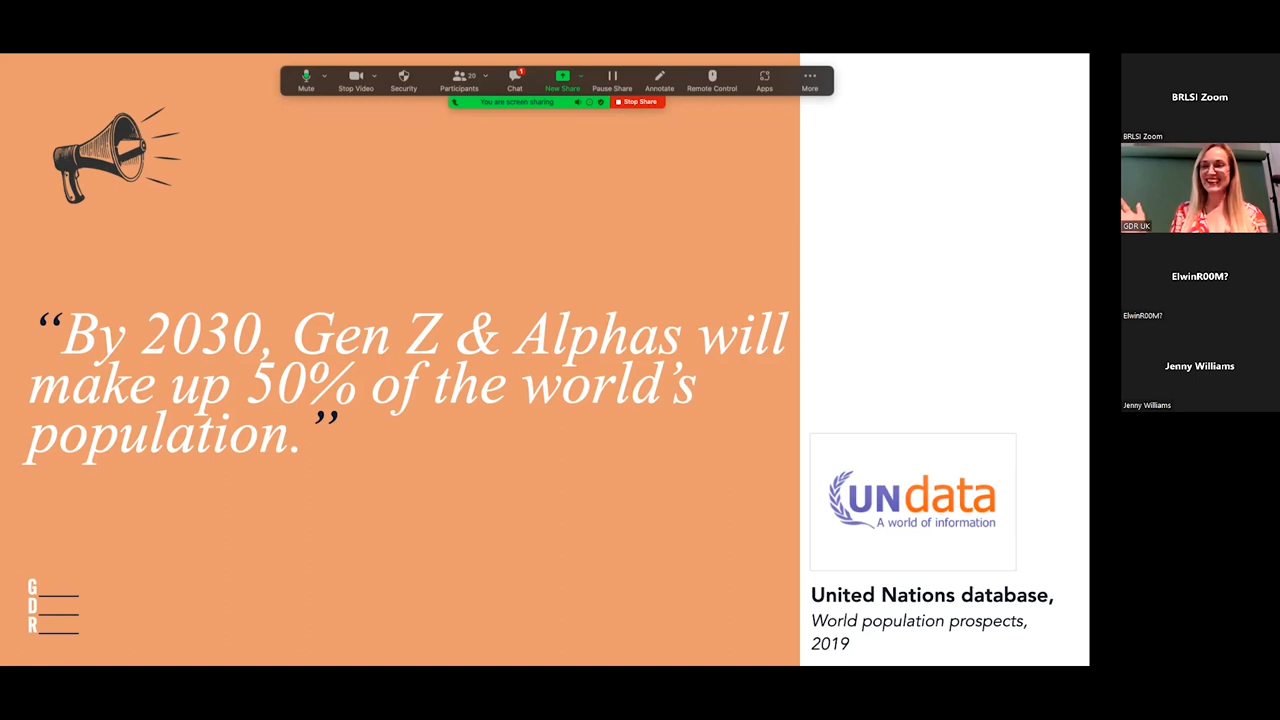 Mute
Stop Video
Security
Participants
20
Chat
1
New Share
Pause Share
Annotate
Remote Control
Apps
More
You are screen sharing
Stop Share
“By 2030, Gen Z & Alphas will
make up 50% of the world’s
population.”
G
D
R
UNdata
A world of information
United Nations database,
World population prospects,
2019
BRLSI Zoom
BRLSI Zoom
GDR UK
ElwinR00M?
ElwinR00M?
Jenny Williams
Jenny Williams